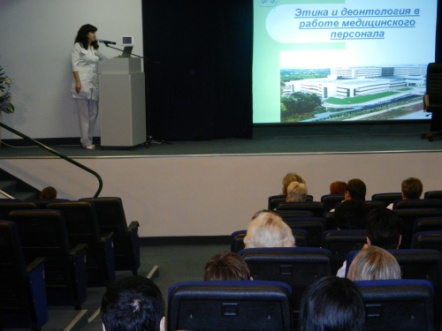 Этика и деонтология в
работе медицинского
персонала